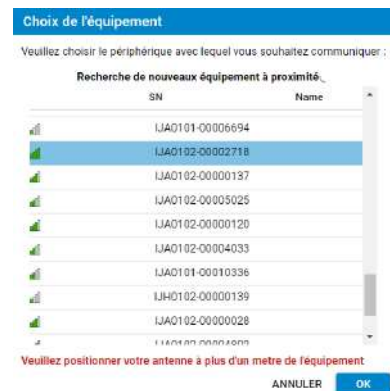 Choix de l'équipement
Veuillez choisir le périphérique avec lequel vous souhaitez communiquer :
Recherche de nouveaux équipement à proximité
SN Name
IJA0101-00006694
IJA0102-00002718
IJA0102-00000137
IJA0102-00005025
IJA0102-00000120
IJA0102-00004033
IJA0101-00010336
IJH0102-00000139
IJA0102-00000028
Veuillez positionner votre antenne à plus d'un metre de l'équipement
ANNULER OK